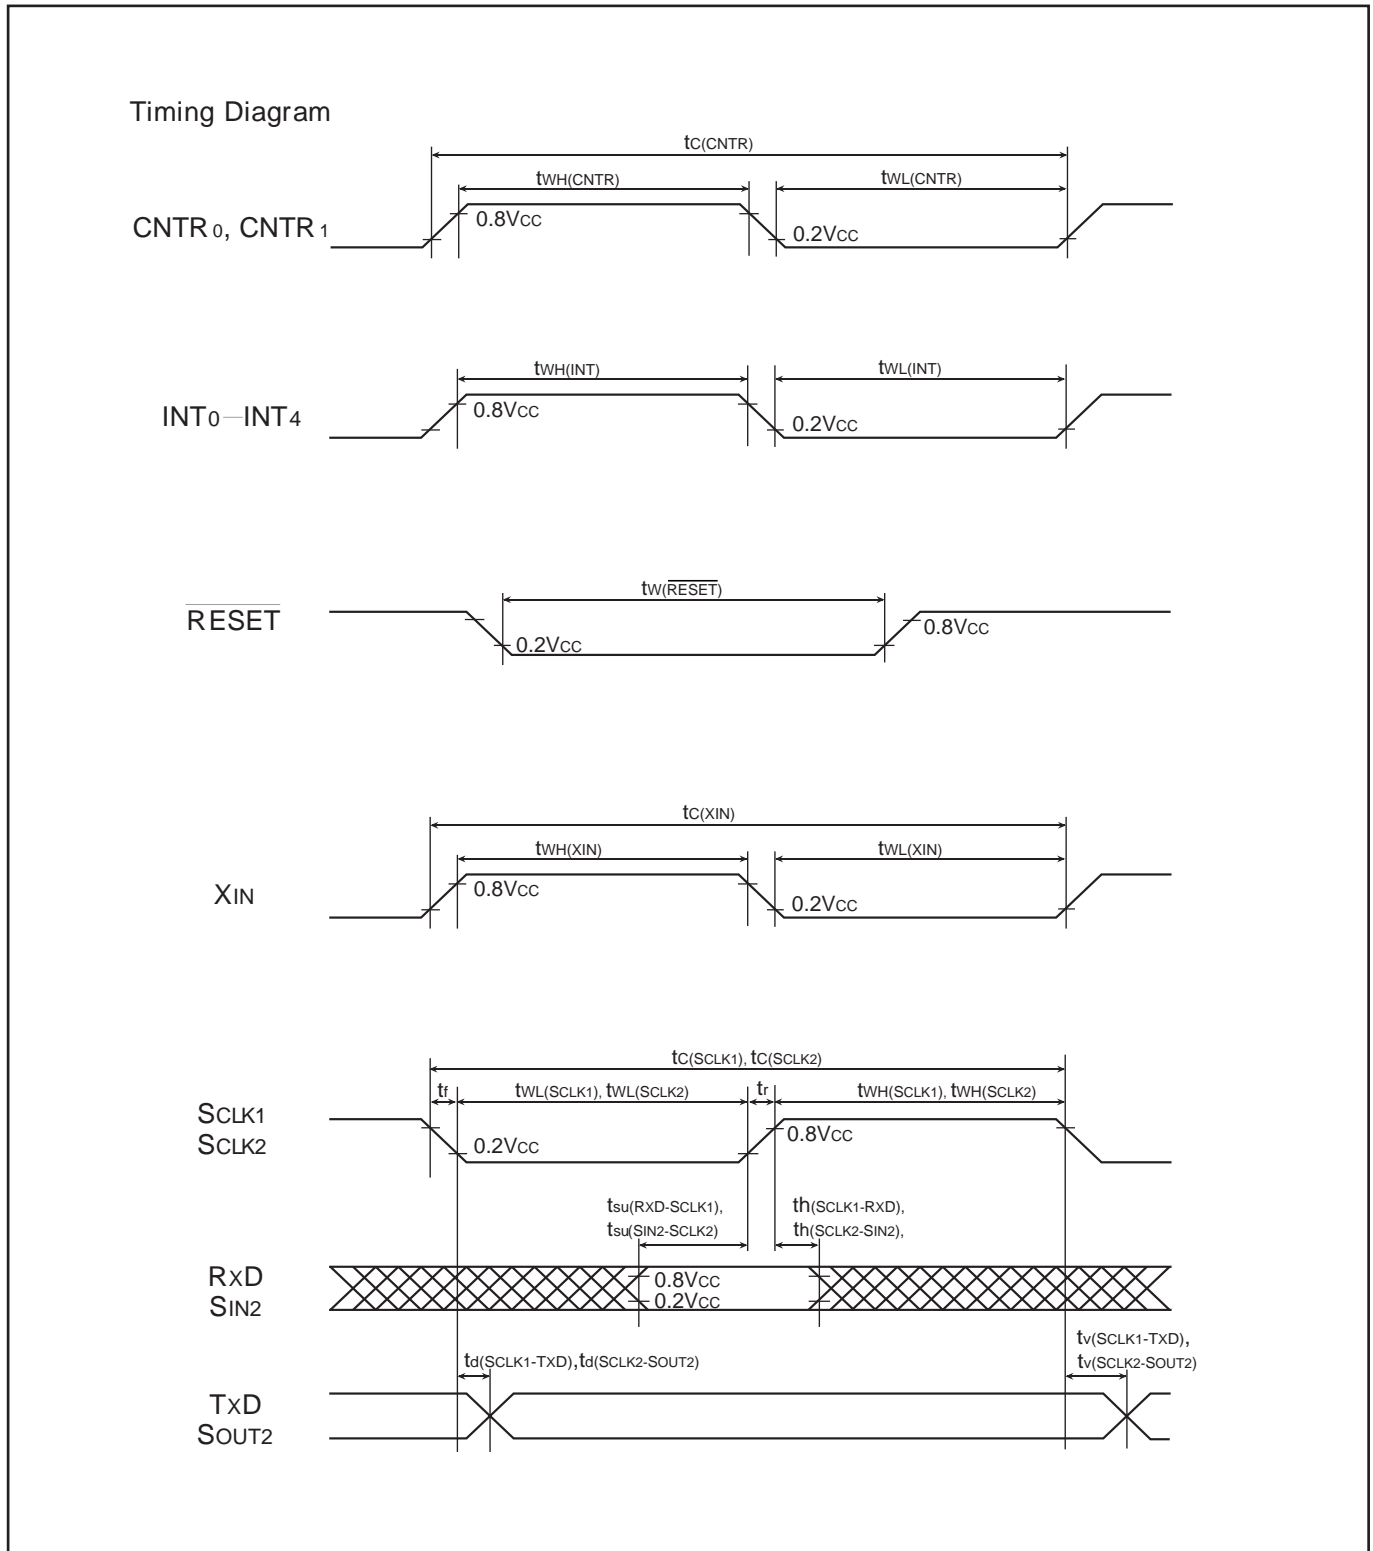 Timing Diagram
tC(CNTR)
tWH(CNTR) tWL(CNTR)
CNTR0, CNTR1
0.8VCC
0.2VCC
tWH(INT) tWL(INT)
INT0—INT4
0.8VCC
0.2VCC
tW(RESET)
RESET
0.2VCC
0.8VCC
tC(XIN)
tWH(XIN) tWL(XIN)
XIN
0.8VCC
0.2VCC
tC(SCLK1), tC(SCLK2)
tf tWL(SCLK1), tWL(SCLK2) tr tWH(SCLK1), tWH(SCLK2)
SCLK1
SCLK2
0.2VCC
0.8VCC
tsu(RXD-SCLK1),
tsu(SIN2-SCLK2)
th(SCLK1-RXD),
th(SCLK2-SIN2),
RXD
SIN2
0.8VCC
0.2VCC
td(SCLK1-TXD),td(SCLK2-SOUT2)
tv(SCLK1-TXD),
tv(SCLK2-SOUT2)
TXD
SOUT2